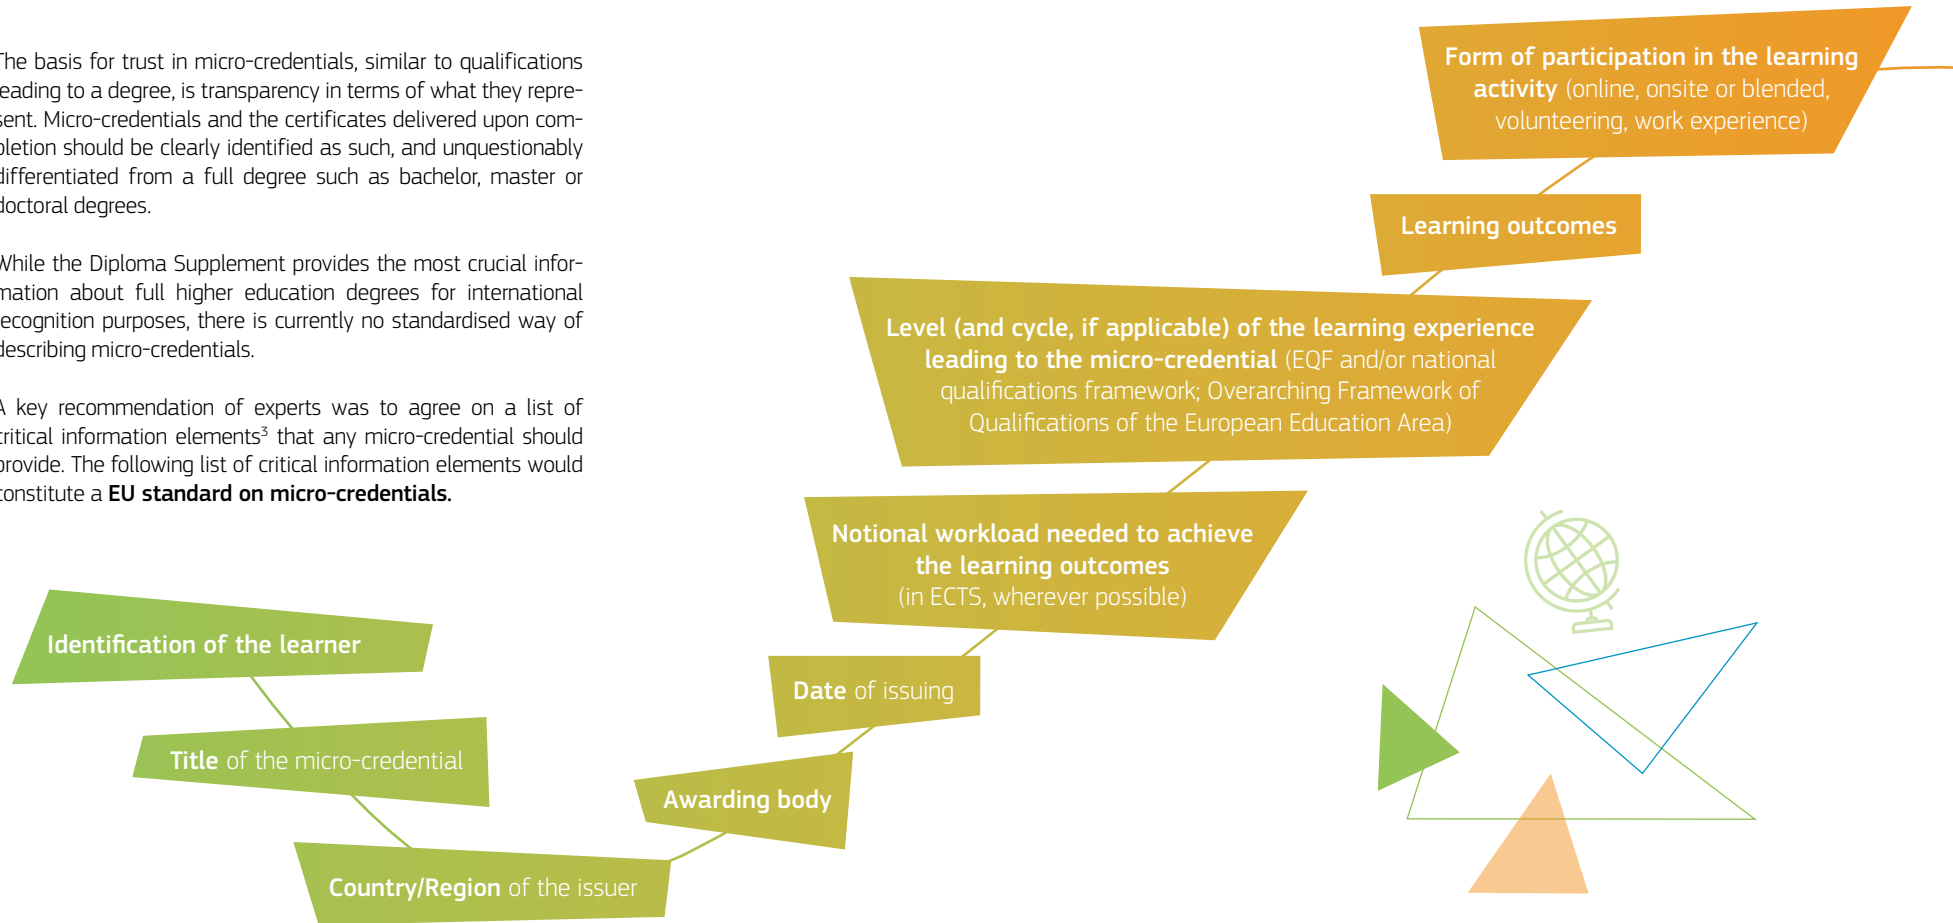 The basis for trust in micro-credentials, similar to qualifications
leading to a degree, is transparency in terms of what they repre-
sent. Micro-credentials and the certificates delivered upon com-
pletion should be clearly identified as such, and unquestionably
differentiated from a full degree such as bachelor, master or
doctoral degrees.
While the Diploma Supplement provides the most crucial infor-
mation about full higher education degrees for international
recognition purposes, there is currently no standardised way of
describing micro-credentials.
A key recommendation of experts was to agree on a list of
critical information elements³ that any micro-credential should
provide. The following list of critical information elements would
constitute a EU standard on micro-credentials.
Identification of the learner
Title of the micro-credential
Country/Region of the issuer
Awarding body
Date of issuing
Notional workload needed to achieve
the learning outcomes
(in ECTS, wherever possible)
Level (and cycle, if applicable) of the learning experience
leading to the micro-credential (EQF and/or national
qualifications framework; Overarching Framework of
Qualifications of the European Education Area)
Learning outcomes
Form of participation in the learning
activity (online, onsite or blended,
volunteering, work experience)